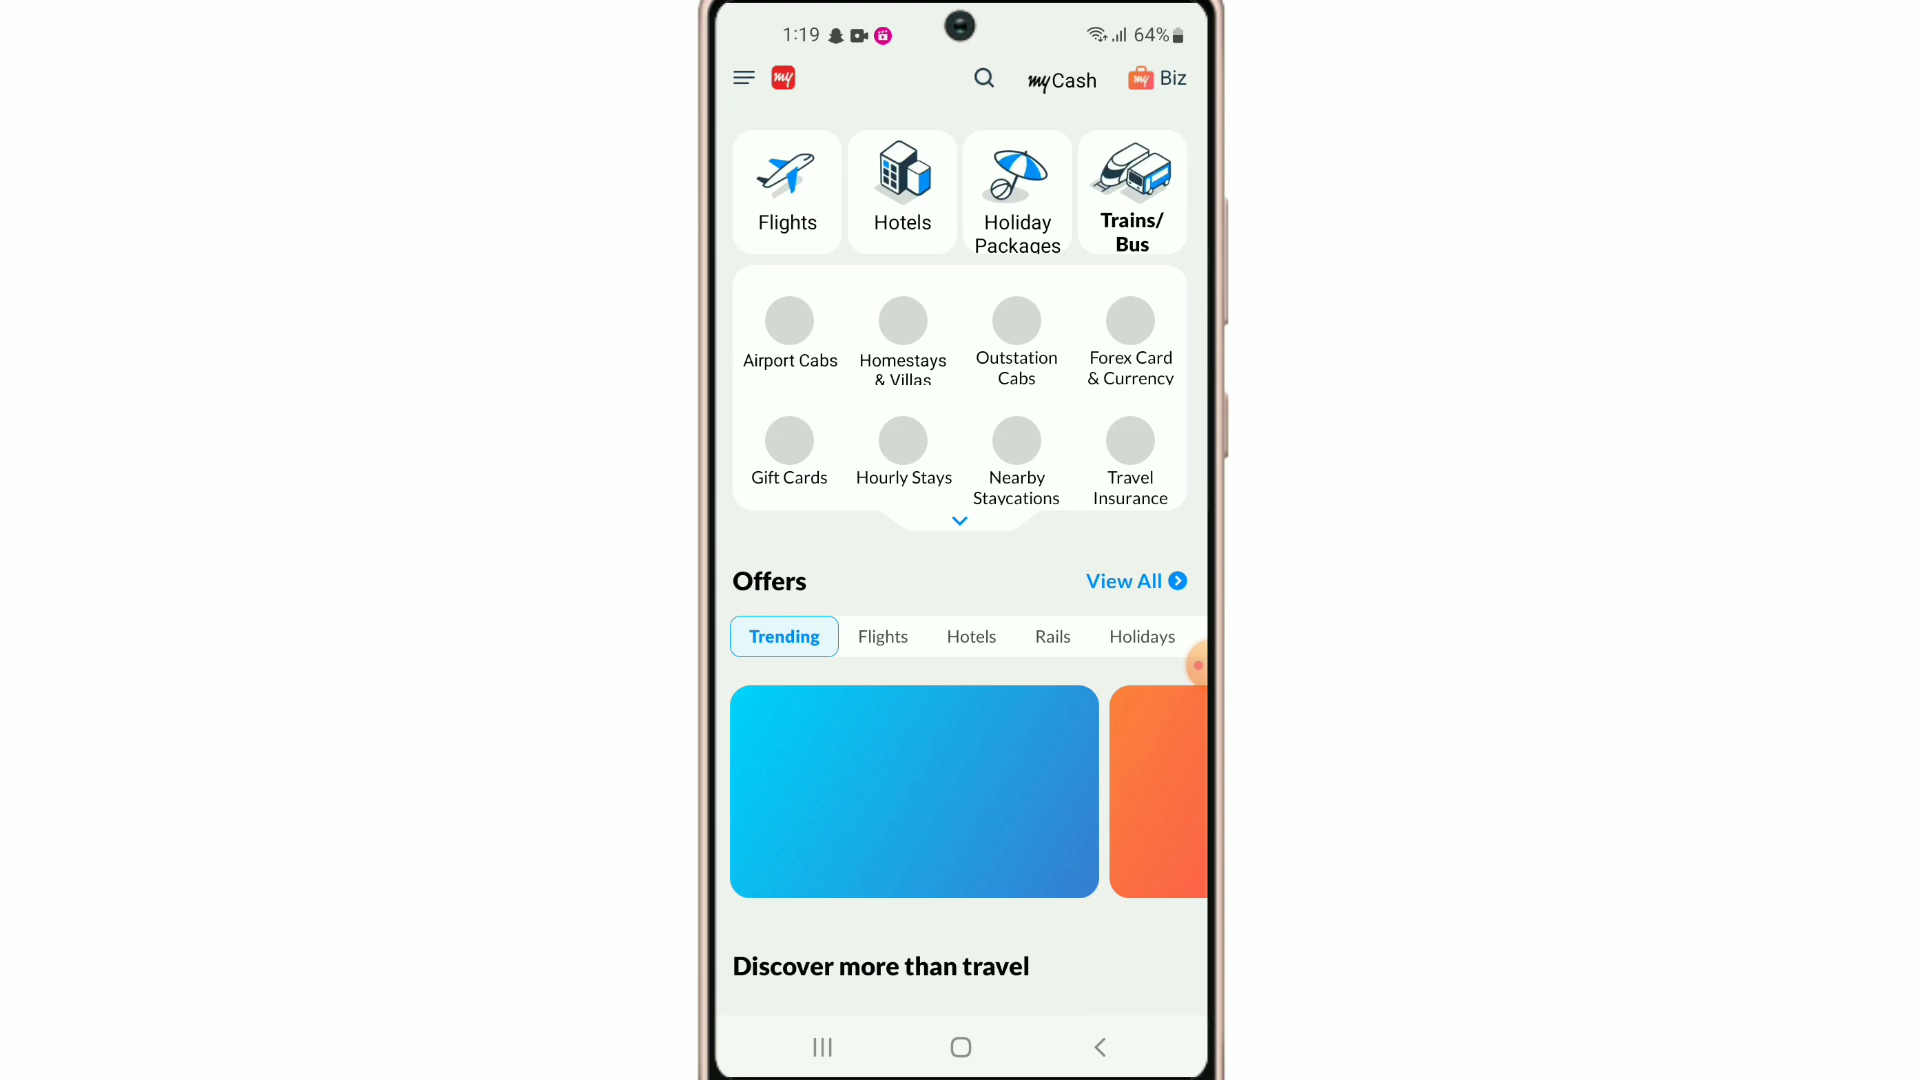 1:19 64%
my myCash my Biz
Flights Hotels Holiday Packages Trains/ Bus
Airport Cabs Homestays & Villas Outstation Cabs Forex Card & Currency
Gift Cards Hourly Stays Nearby Staycations Travel Insurance
Offers View All
Trending Flights Hotels Rails Holidays
Discover more than travel